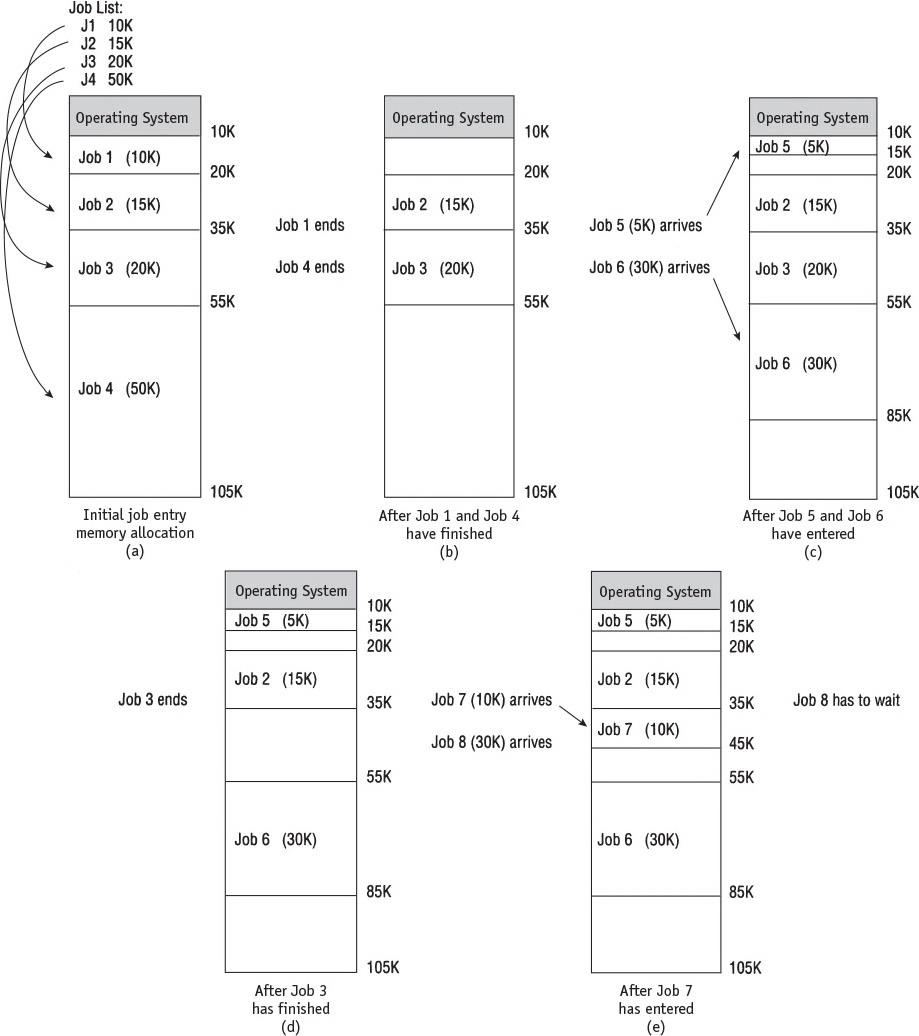 Job List:
J1 10K
J2 15K
J3 20K
J4 50K
Operating System
10K
Job 1 (10K)
20K
Job 2 (15K)
35K
Job 3 (20K)
55K
Job 4 (50K)
105K
Initial job entry
memory allocation
(a)
Job 1 ends
Job 4 ends
Operating System
10K
20K
Job 2 (15K)
35K
Job 3 (20K)
55K
105K
After Job 1 and Job 4
have finished
(b)
Job 5 (5K) arrives
Job 6 (30K) arrives
Operating System
10K
Job 5 (5K)
15K
20K
Job 2 (15K)
35K
Job 3 (20K)
55K
Job 6 (30K)
85K
105K
After Job 5 and Job 6
have entered
(c)
Job 3 ends
Operating System
10K
Job 5 (5K)
15K
20K
Job 2 (15K)
35K
55K
Job 6 (30K)
85K
105K
After Job 3
has finished
(d)
Job 7 (10K) arrives
Job 8 (30K) arrives
Operating System
10K
Job 5 (5K)
15K
20K
Job 2 (15K)
35K
Job 7 (10K)
45K
55K
Job 6 (30K)
85K
105K
After Job 7
has entered
(e)
Job 8 has to wait